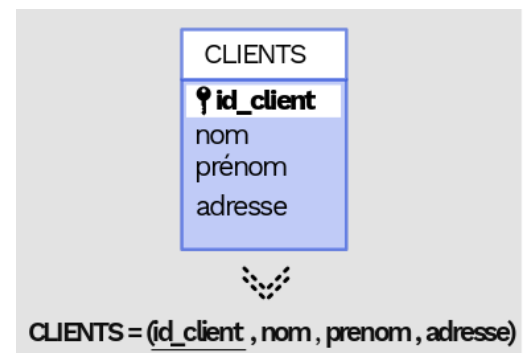 CLIENTS
id_client
nom
prénom
adresse
CLIENTS = (id_client , nom , prenom , adresse)